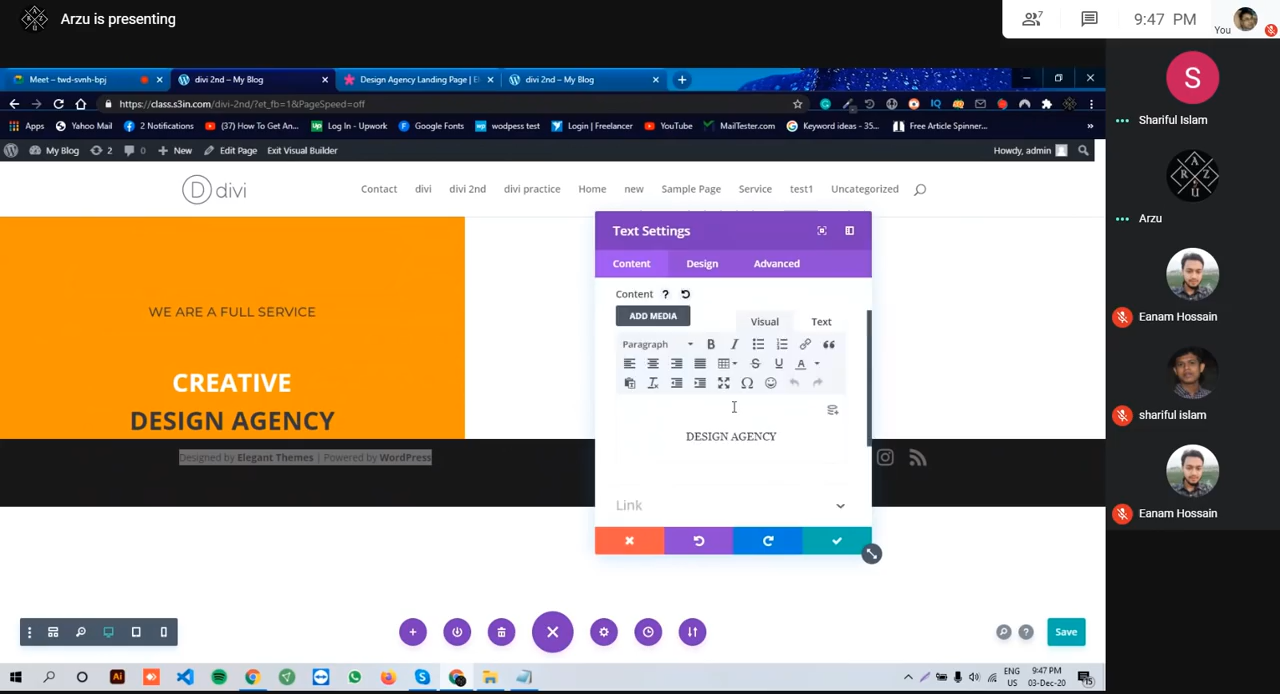 Arzu is presenting
7
9:47 PM
You
Meet – twd-svnh-bpj
divi 2nd – My Blog
Design Agency Landing Page | El
divi 2nd – My Blog
https://class.s3in.com/divi-2nd/?et_fb=1&PageSpeed=off
Apps
Yahoo Mail
2 Notifications
(37) How To Get An...
Log In - Upwork
Google Fonts
wodpess test
Login | Freelancer
YouTube
MailTester.com
Keyword ideas - 35...
Free Article Spinner...
My Blog
2
0
New
Edit Page
Exit Visual Builder
Howdy, admin
D divi
Contact
divi
divi 2nd
divi practice
Home
new
Sample Page
Service
test1
Uncategorized
WE ARE A FULL SERVICE
CREATIVE
DESIGN AGENCY
Designed by Elegant Themes | Powered by WordPress
Text Settings
Content
Design
Advanced
Content
ADD MEDIA
Visual
Text
Paragraph
DESIGN AGENCY
Link
Save
S
Shariful Islam
A
R Z
U
Arzu
Eanam Hossain
shariful islam
Eanam Hossain
ENG
US
9:47 PM
03-Dec-20
15